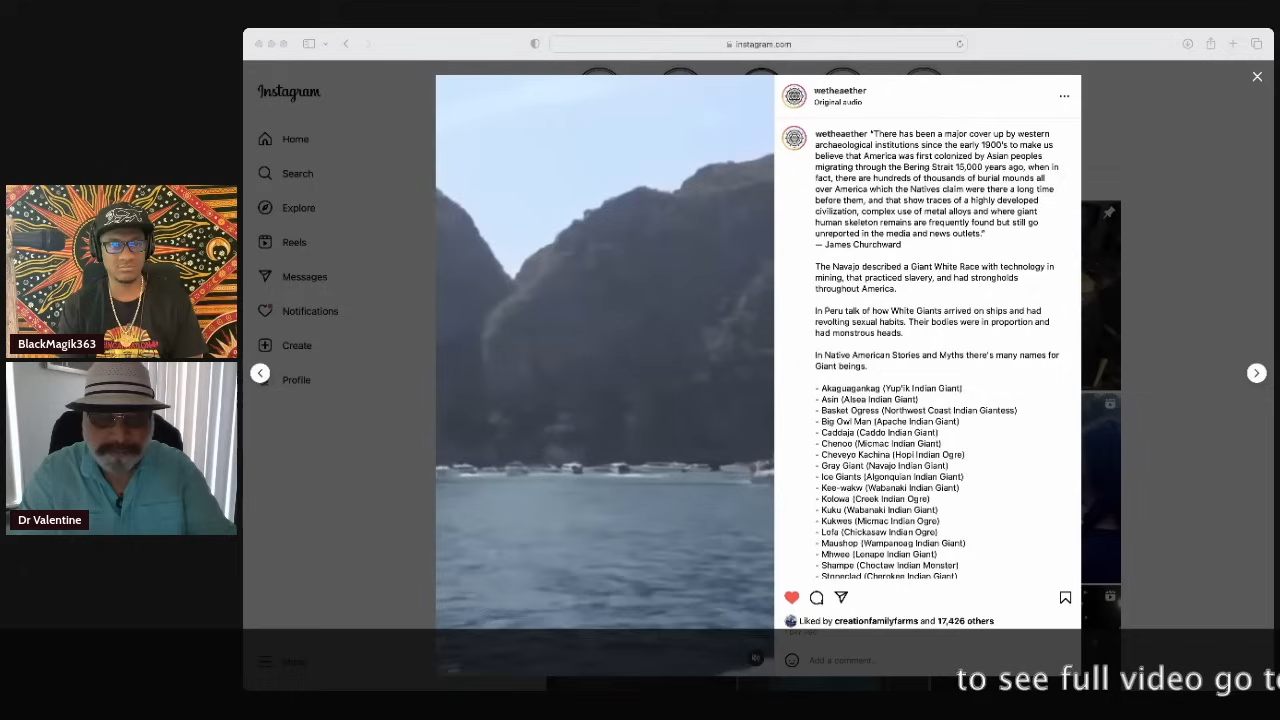 instagram.com
Instagram
Home
Search
Explore
Reels
Messages
Notifications
Create
Profile
More
BlackMagik363
Dr Valentine
wetheaether
Original audio
wetheaether "There has been a major cover up by western
archaeological institutions since the early 1900's to make us
believe that America was first colonized by Asian peoples
migrating through the Bering Strait 15,000 years ago, when in
fact, there are hundreds of thousands of burial mounds all
over America which the Natives claim were there a long time
before them, and that show traces of a highly developed
civilization, complex use of metal alloys and where giant
human skeleton remains are frequently found but still go
unreported in the media and news outlets."
— James Churchward
The Navajo described a Giant White Race with technology in
mining, that practiced slavery, and had strongholds
throughout America.
In Peru talk of how White Giants arrived on ships and had
revolting sexual habits. Their bodies were in proportion and
had monstrous heads.
In Native American Stories and Myths there's many names for
Giant beings.
- Akaguagankag (Yup'ik Indian Giant)
- Asin (Alsea Indian Giant)
- Basket Ogress (Northwest Coast Indian Giantess)
- Big Owl Man (Apache Indian Giant)
- Caddaja (Caddo Indian Giant)
- Chenoo (Micmac Indian Giant)
- Cheveyo Kachina (Hopi Indian Ogre)
- Gray Giant (Navajo Indian Giant)
- Ice Giants (Algonquian Indian Giant)
- Kee-wakw (Wabanaki Indian Giant)
- Kolowa (Creek Indian Ogre)
- Kuku (Wabanaki Indian Giant)
- Kukwes (Micmac Indian Ogre)
- Lofa (Chickasaw Indian Ogre)
- Maushop (Wampanoag Indian Giant)
- Mhwee (Lenape Indian Giant)
- Shampe (Choctaw Indian Monster)
- Stoneclad (Cherokee Indian Giant)
Liked by creationfamilyfarms and 17,426 others
1 DAY AGO
Add a comment...
to see full video go to